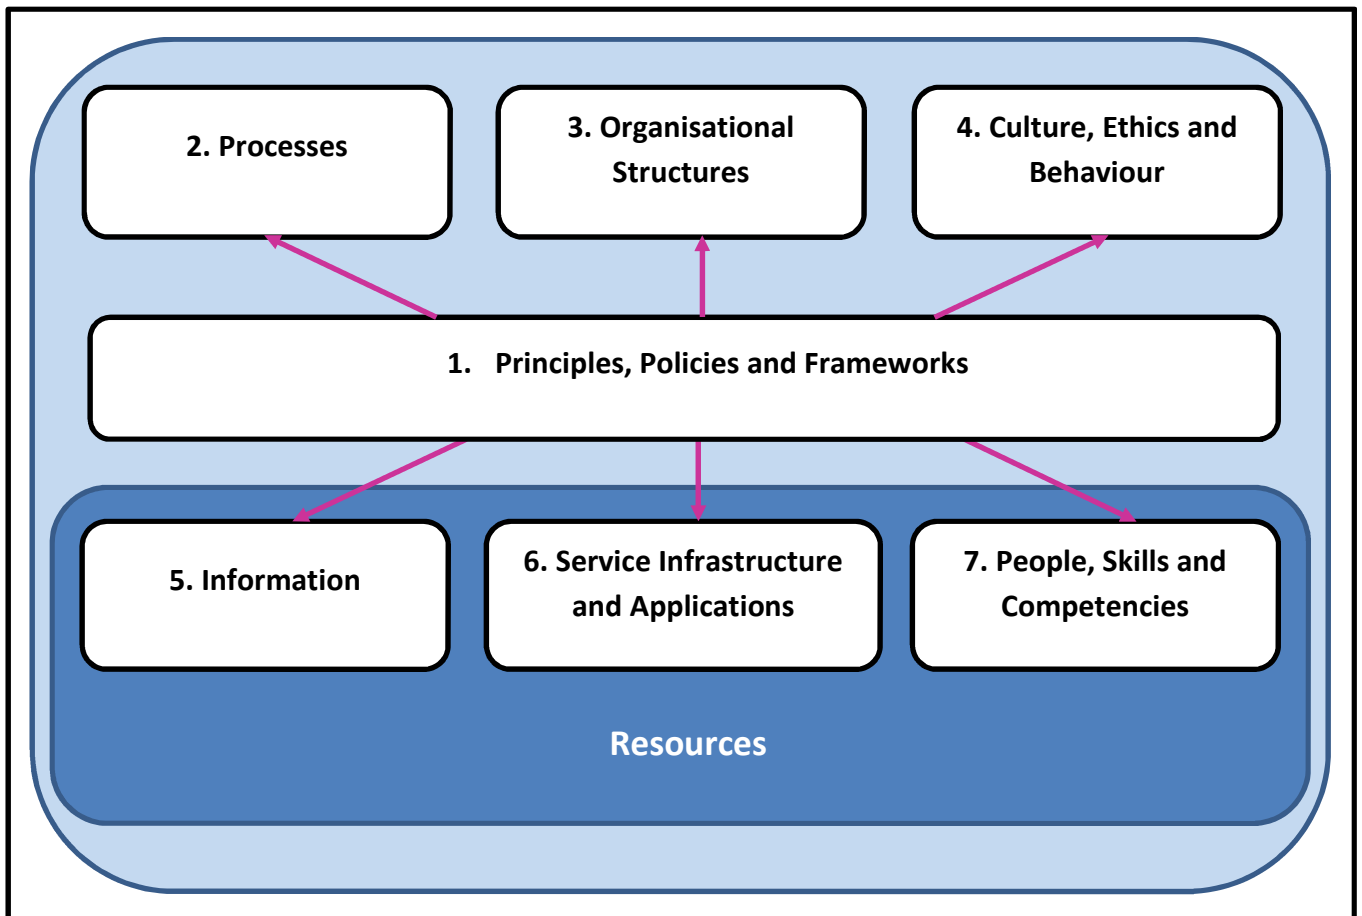 2. Processes
3. Organisational
Structures
4. Culture, Ethics and
Behaviour
1. Principles, Policies and Frameworks
5. Information
6. Service Infrastructure
and Applications
7. People, Skills and
Competencies
Resources